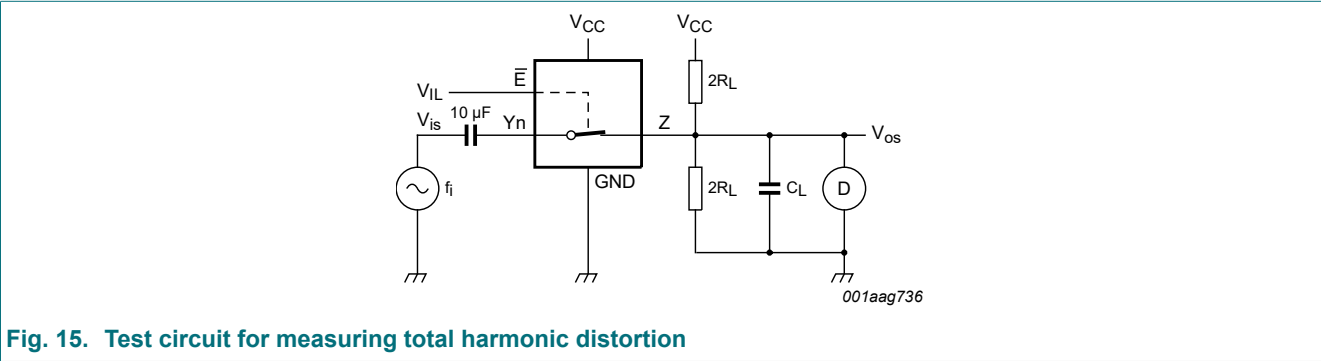 VCC VCC
E̅
2RL
VIL
10 µF
Vis Yn Z
Vos
fi GND 2RL CL D
001aag736
Fig. 15. Test circuit for measuring total harmonic distortion